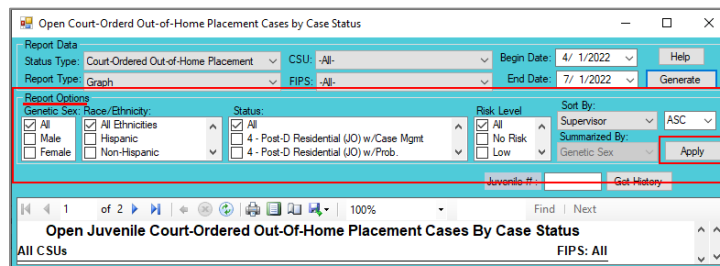 Open Court-Orderd Out-of-Home Placement Cases by Case Status
Report Data
Status Type: Court-Ordered Out-of-Home Placement CSU: -All- Begin Date: 4/ 1/2022 Help
Report Type: Graph FIPS: -All- End Date: 7/ 1/2022 Generate
Report Options
Genetic Sex: Race/Ethnicity: Status: Risk Level Sort By:
All All Ethnicities All All Supervisor ASC
Male Hispanic 4 - Post-D Residential (JO) w/Case Mgmt No Risk Summarized By:
Female Non-Hispanic 4 - Post-D Residential (JO) w/Prob. Low Genetic Sex Apply
Juvenile # : Get History
1 of 2 100% Find | Next
Open Juvenile Court-Ordered Out-Of-Home Placement Cases By Case Status
All CSUs FIPS: All